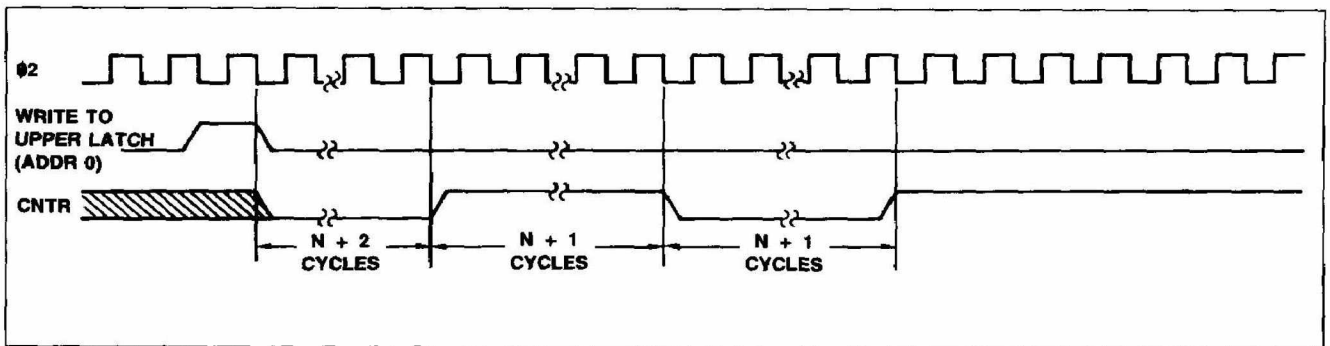 ϕ2
WRITE TO
UPPER LATCH
(ADDR 0)
CNTR
N + 2
CYCLES
N + 1
CYCLES
N + 1
CYCLES